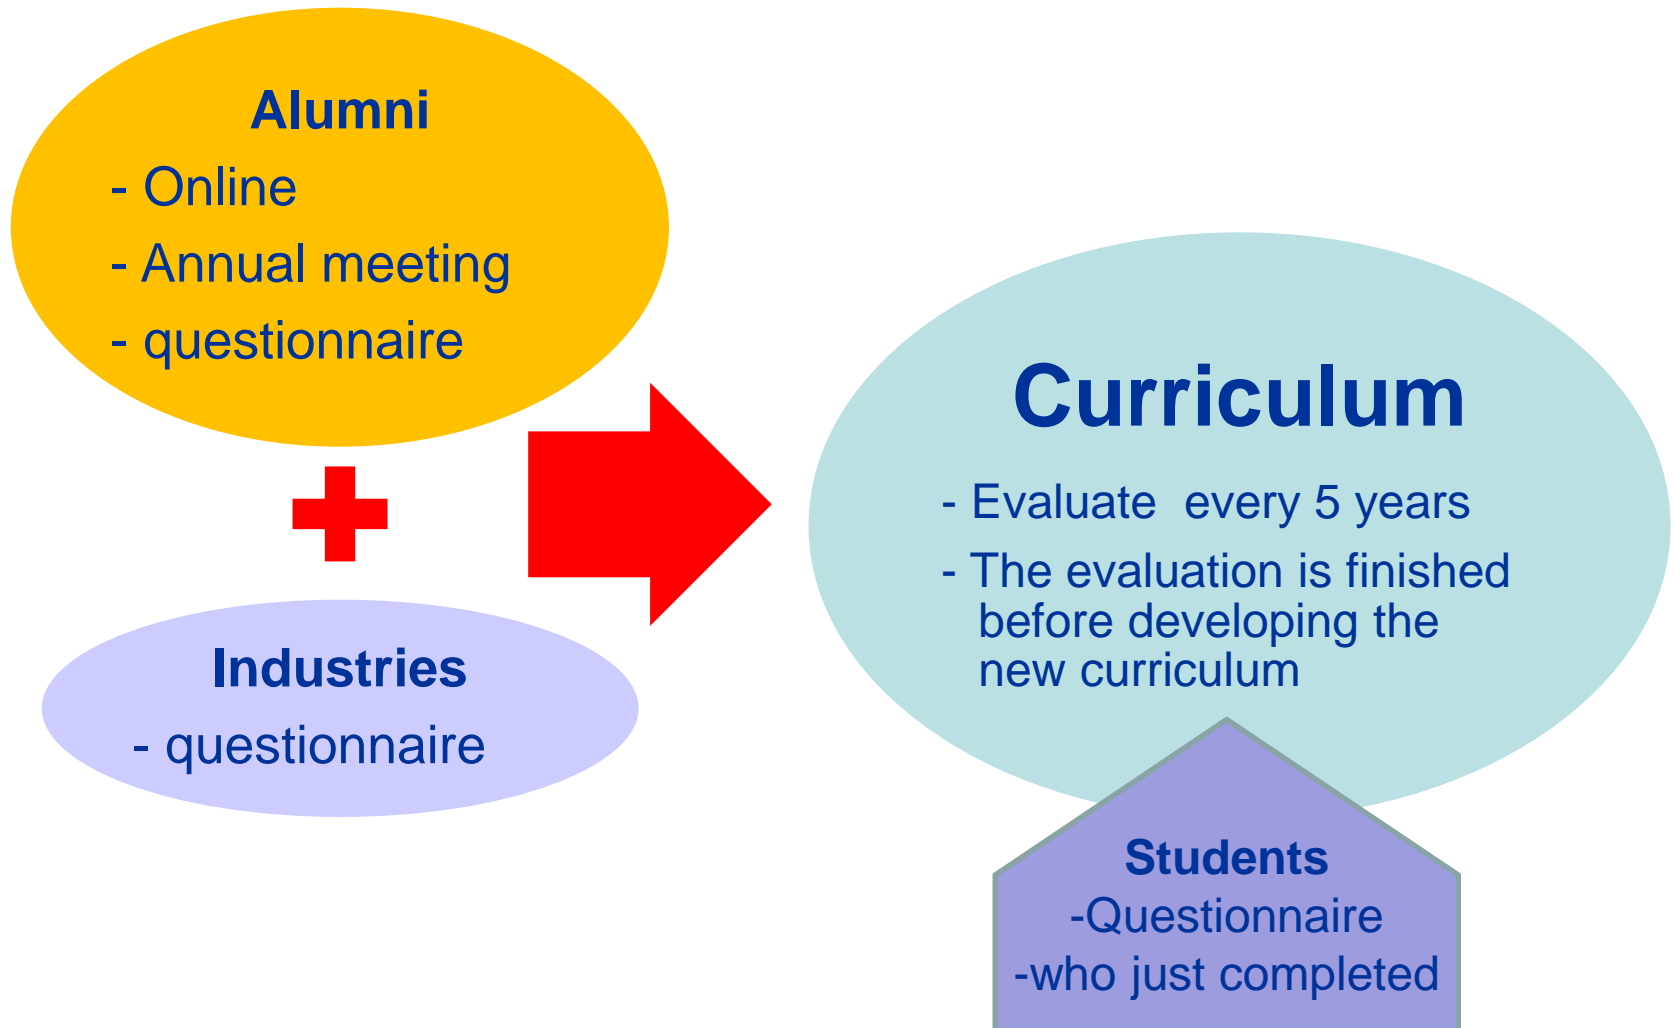 Alumni
- Online
- Annual meeting
- questionnaire
Industries
- questionnaire
Curriculum
- Evaluate  every 5 years
- The evaluation is finished
before developing the
new curriculum
Students
-Questionnaire
-who just completed